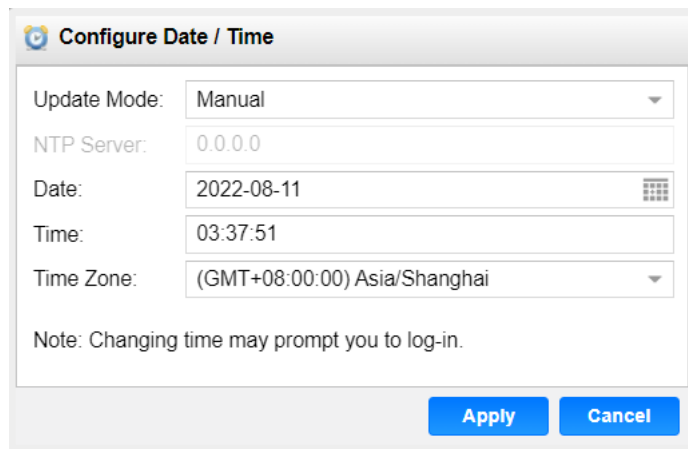 Configure Date / Time
Update Mode: Manual
NTP Server: 0.0.0.0
Date: 2022-08-11
Time: 03:37:51
Time Zone: (GMT+08:00:00) Asia/Shanghai
Note: Changing time may prompt you to log-in.
Apply Cancel